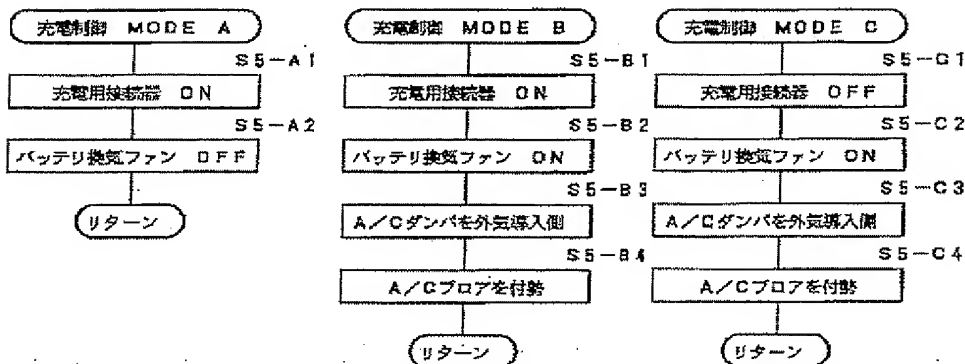 充電制御 MODE A
S5-A1
充電用接続器 ON
S5-A2
バッテリ換気ファン OFF
リターン
充電制御 MODE B
S5-B1
充電用接続器 ON
S5-B2
バッテリ換気ファン ON
S5-B3
A/Cダンパを外気導入側
S5-B4
A/Cブロアを付勢
リターン
充電制御 MODE C
S5-C1
充電用接続器 OFF
S5-C2
バッテリ換気ファン ON
S5-C3
A/Cダンパを外気導入側
S5-C4
A/Cブロアを付勢
リターン